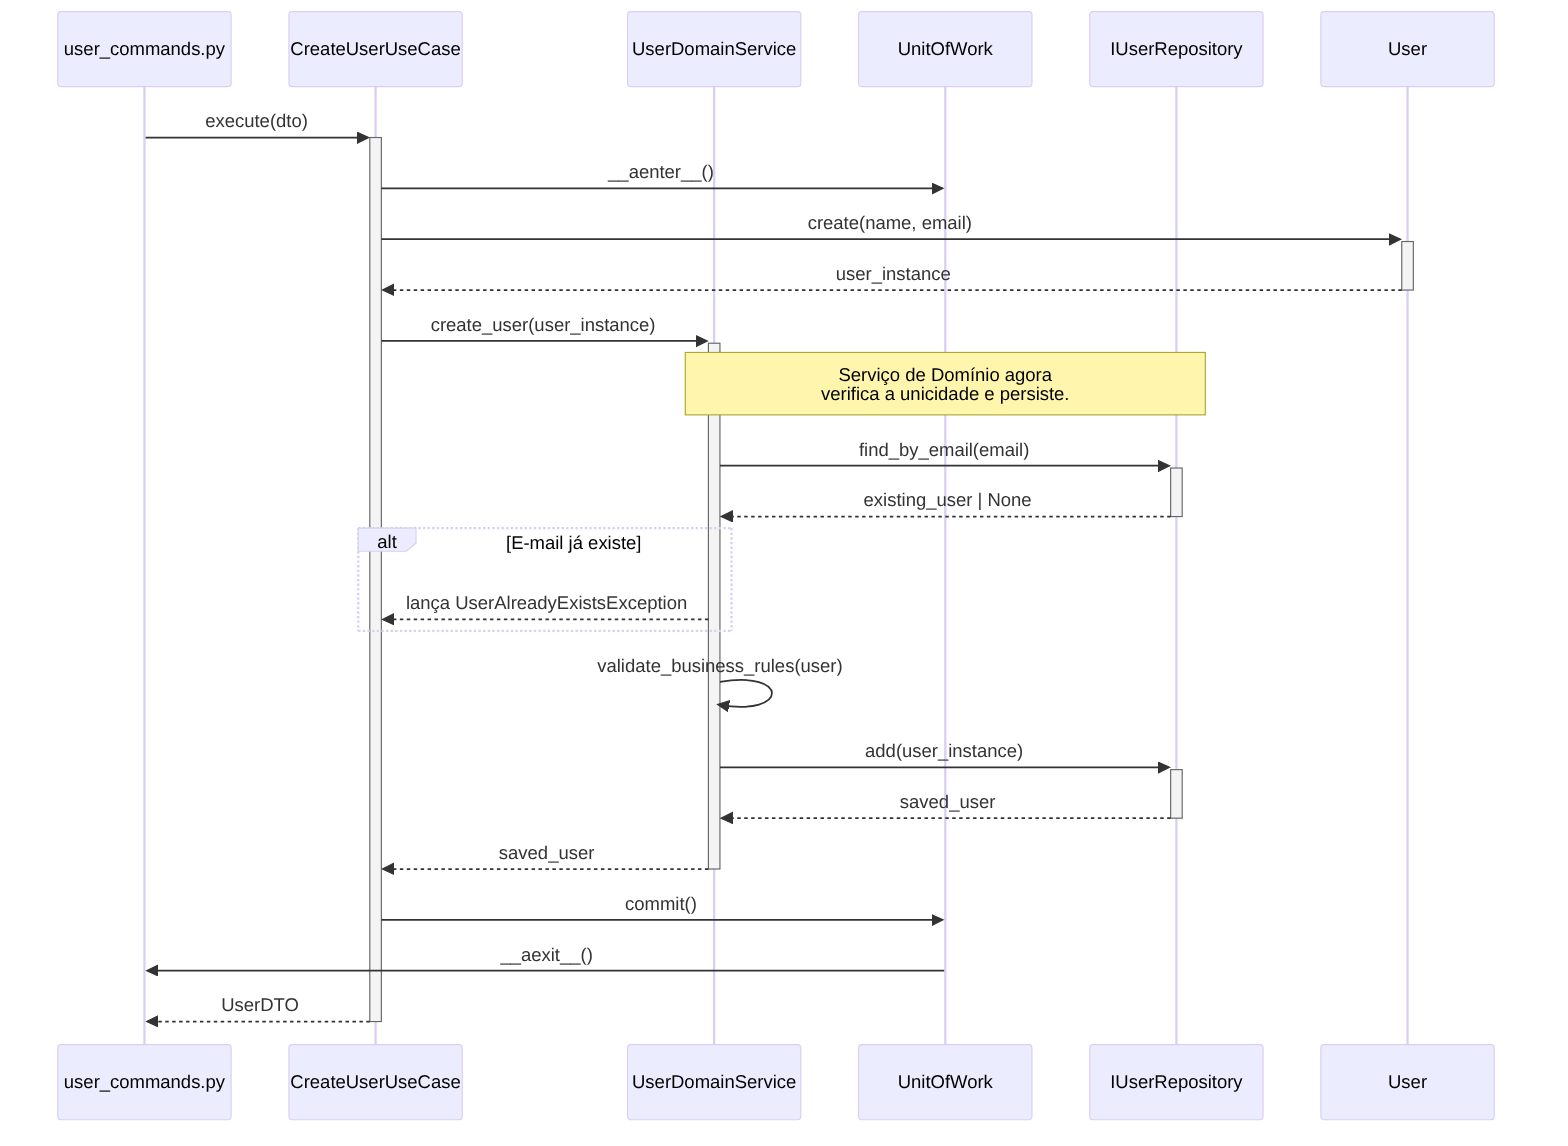 user_commands.py
CreateUserUseCase
UserDomainService
UnitOfWork
IUserRepository
User
execute(dto)
__aenter__()
create(name, email)
user_instance
create_user(user_instance)
Serviço de Domínio agora
verifica a unicidade e persiste.
find_by_email(email)
existing_user | None
alt
[E-mail já existe]
lança UserAlreadyExistsException
validate_business_rules(user)
add(user_instance)
saved_user
saved_user
commit()
__aexit__()
UserDTO
user_commands.py
CreateUserUseCase
UserDomainService
UnitOfWork
IUserRepository
User